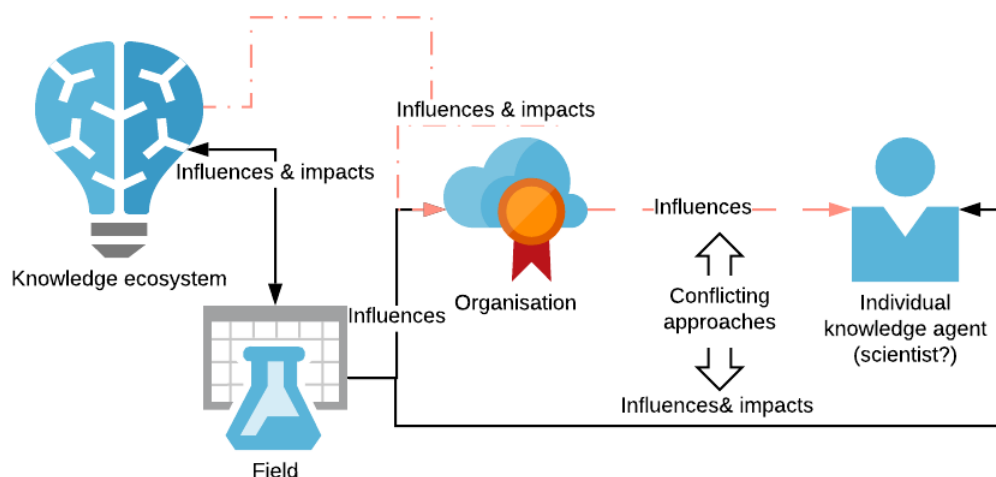 Influences & impacts
Influences & impacts
Knowledge ecosystem
Influences
Organisation
Influences
Conflicting
approaches
Individual
knowledge agent
(scientist?)
Influences& impacts
Field